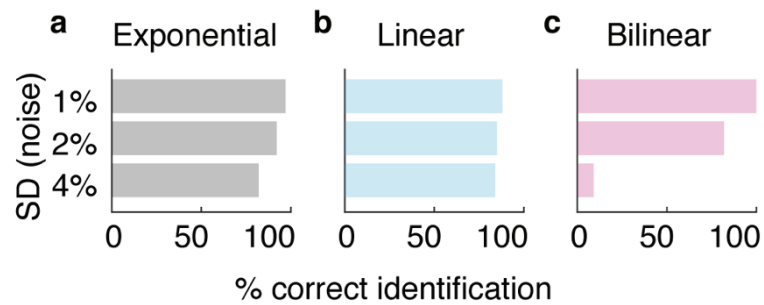 a Exponential b Linear c Bilinear
SD (noise)
1%
2%
4%
0 50 100 0 50 100 0 50 100
% correct identification